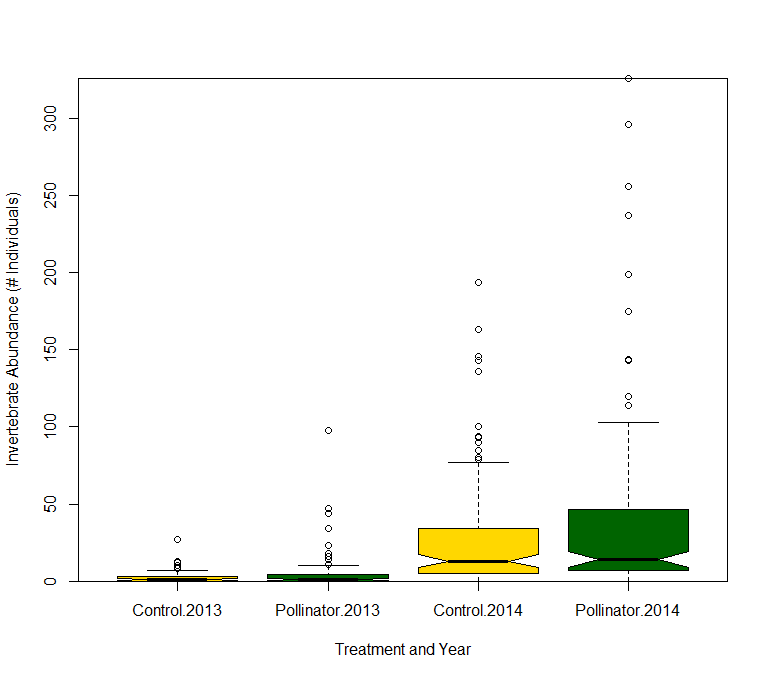 300
250
200
150
100
50
0
Invertebrate Abundance (# Individuals)
Control.2013 Pollinator.2013 Control.2014 Pollinator.2014
Treatment and Year